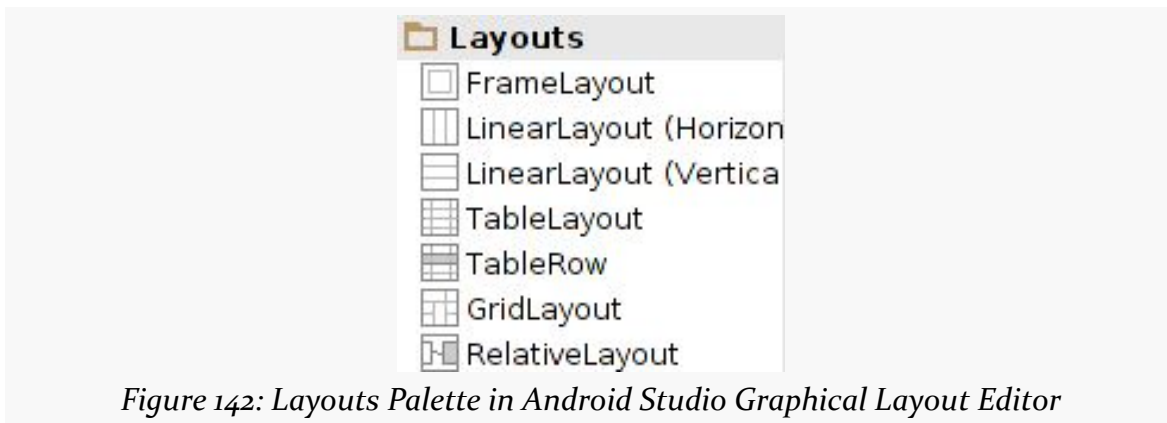 Layouts
FrameLayout
LinearLayout (Horizon
LinearLayout (Vertica
TableLayout
TableRow
GridLayout
RelativeLayout
Figure 142: Layouts Palette in Android Studio Graphical Layout Editor